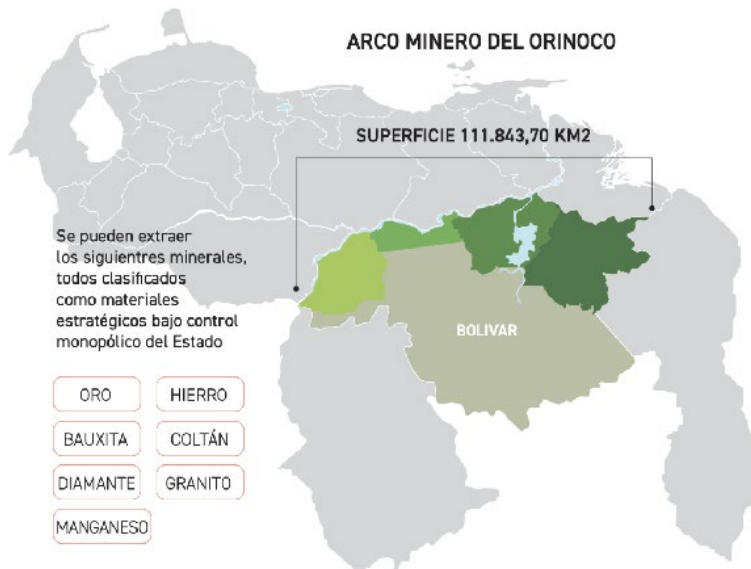 ARCO MINERO DEL ORINOCO
SUPERFICIE 111.843,70 KM2
Se pueden extraer
los siguientres minerales,
todos clasificados
como materiales
estratégicos bajo control
monopólico del Estado
BOLIVAR
ORO
HIERRO
BAUXITA
COLTÁN
DIAMANTE
GRANITO
MANGANESO